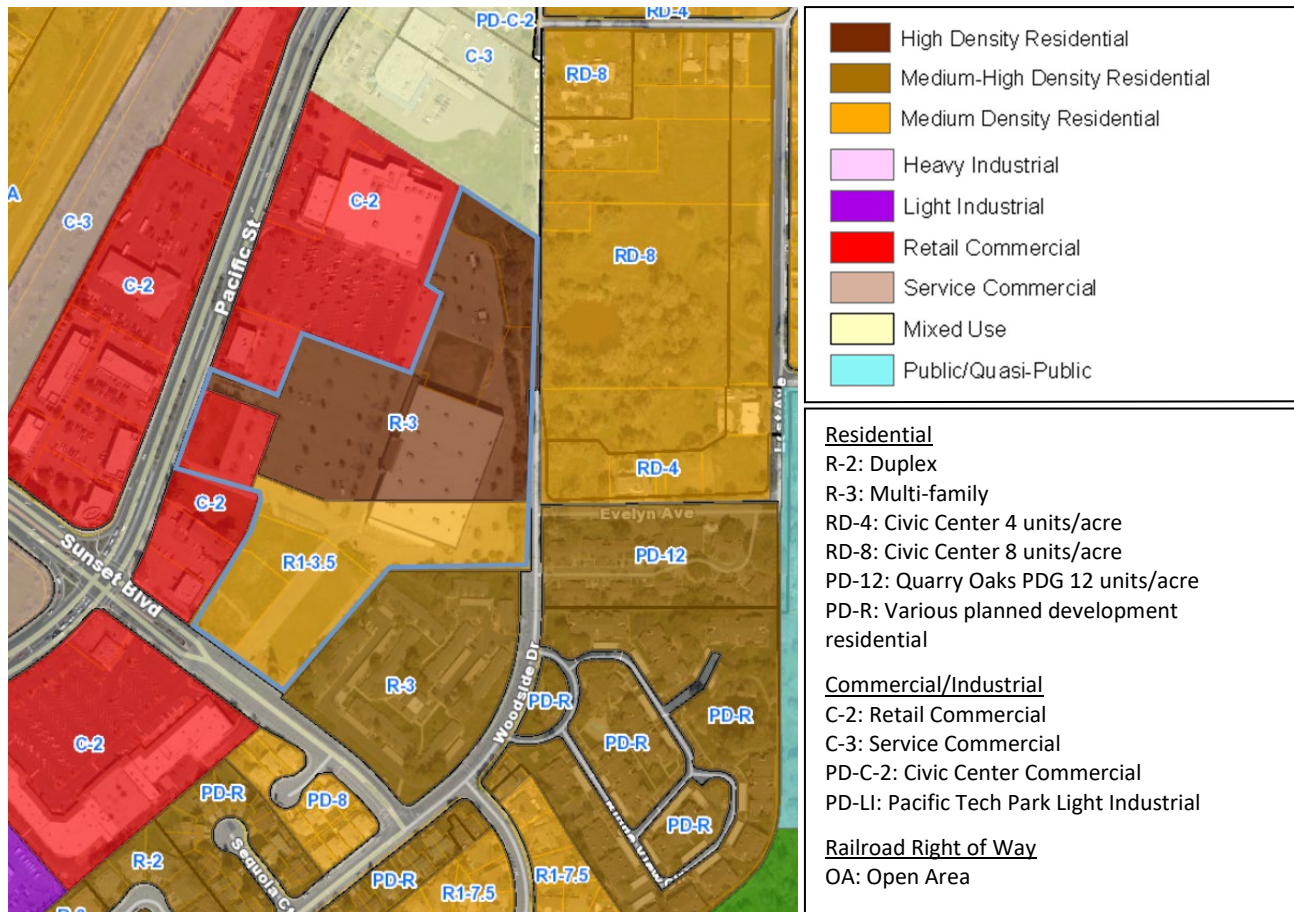 RD-4
PD-C-2
C-3
RD-8
A
C-3
C-2
C-2
Pacific St
RD-8
R-3
RD-4
C-2
Evelyn Ave
PD-12
Sunset Blvd
R1-3.5
R-3
Woodside Dr
PD-R
PD-R
PD-R
C-2
PD-R
PD-8
PD-R
R-2
Sequoia Ct
PD-R
R1-7.5
R1-7.5
High Density Residential
Medium-High Density Residential
Medium Density Residential
Heavy Industrial
Light Industrial
Retail Commercial
Service Commercial
Mixed Use
Public/Quasi-Public
Residential
R-2: Duplex
R-3: Multi-family
RD-4: Civic Center 4 units/acre
RD-8: Civic Center 8 units/acre
PD-12: Quarry Oaks PDG 12 units/acre
PD-R: Various planned development
residential
Commercial/Industrial
C-2: Retail Commercial
C-3: Service Commercial
PD-C-2: Civic Center Commercial
PD-LI: Pacific Tech Park Light Industrial
Railroad Right of Way
OA: Open Area